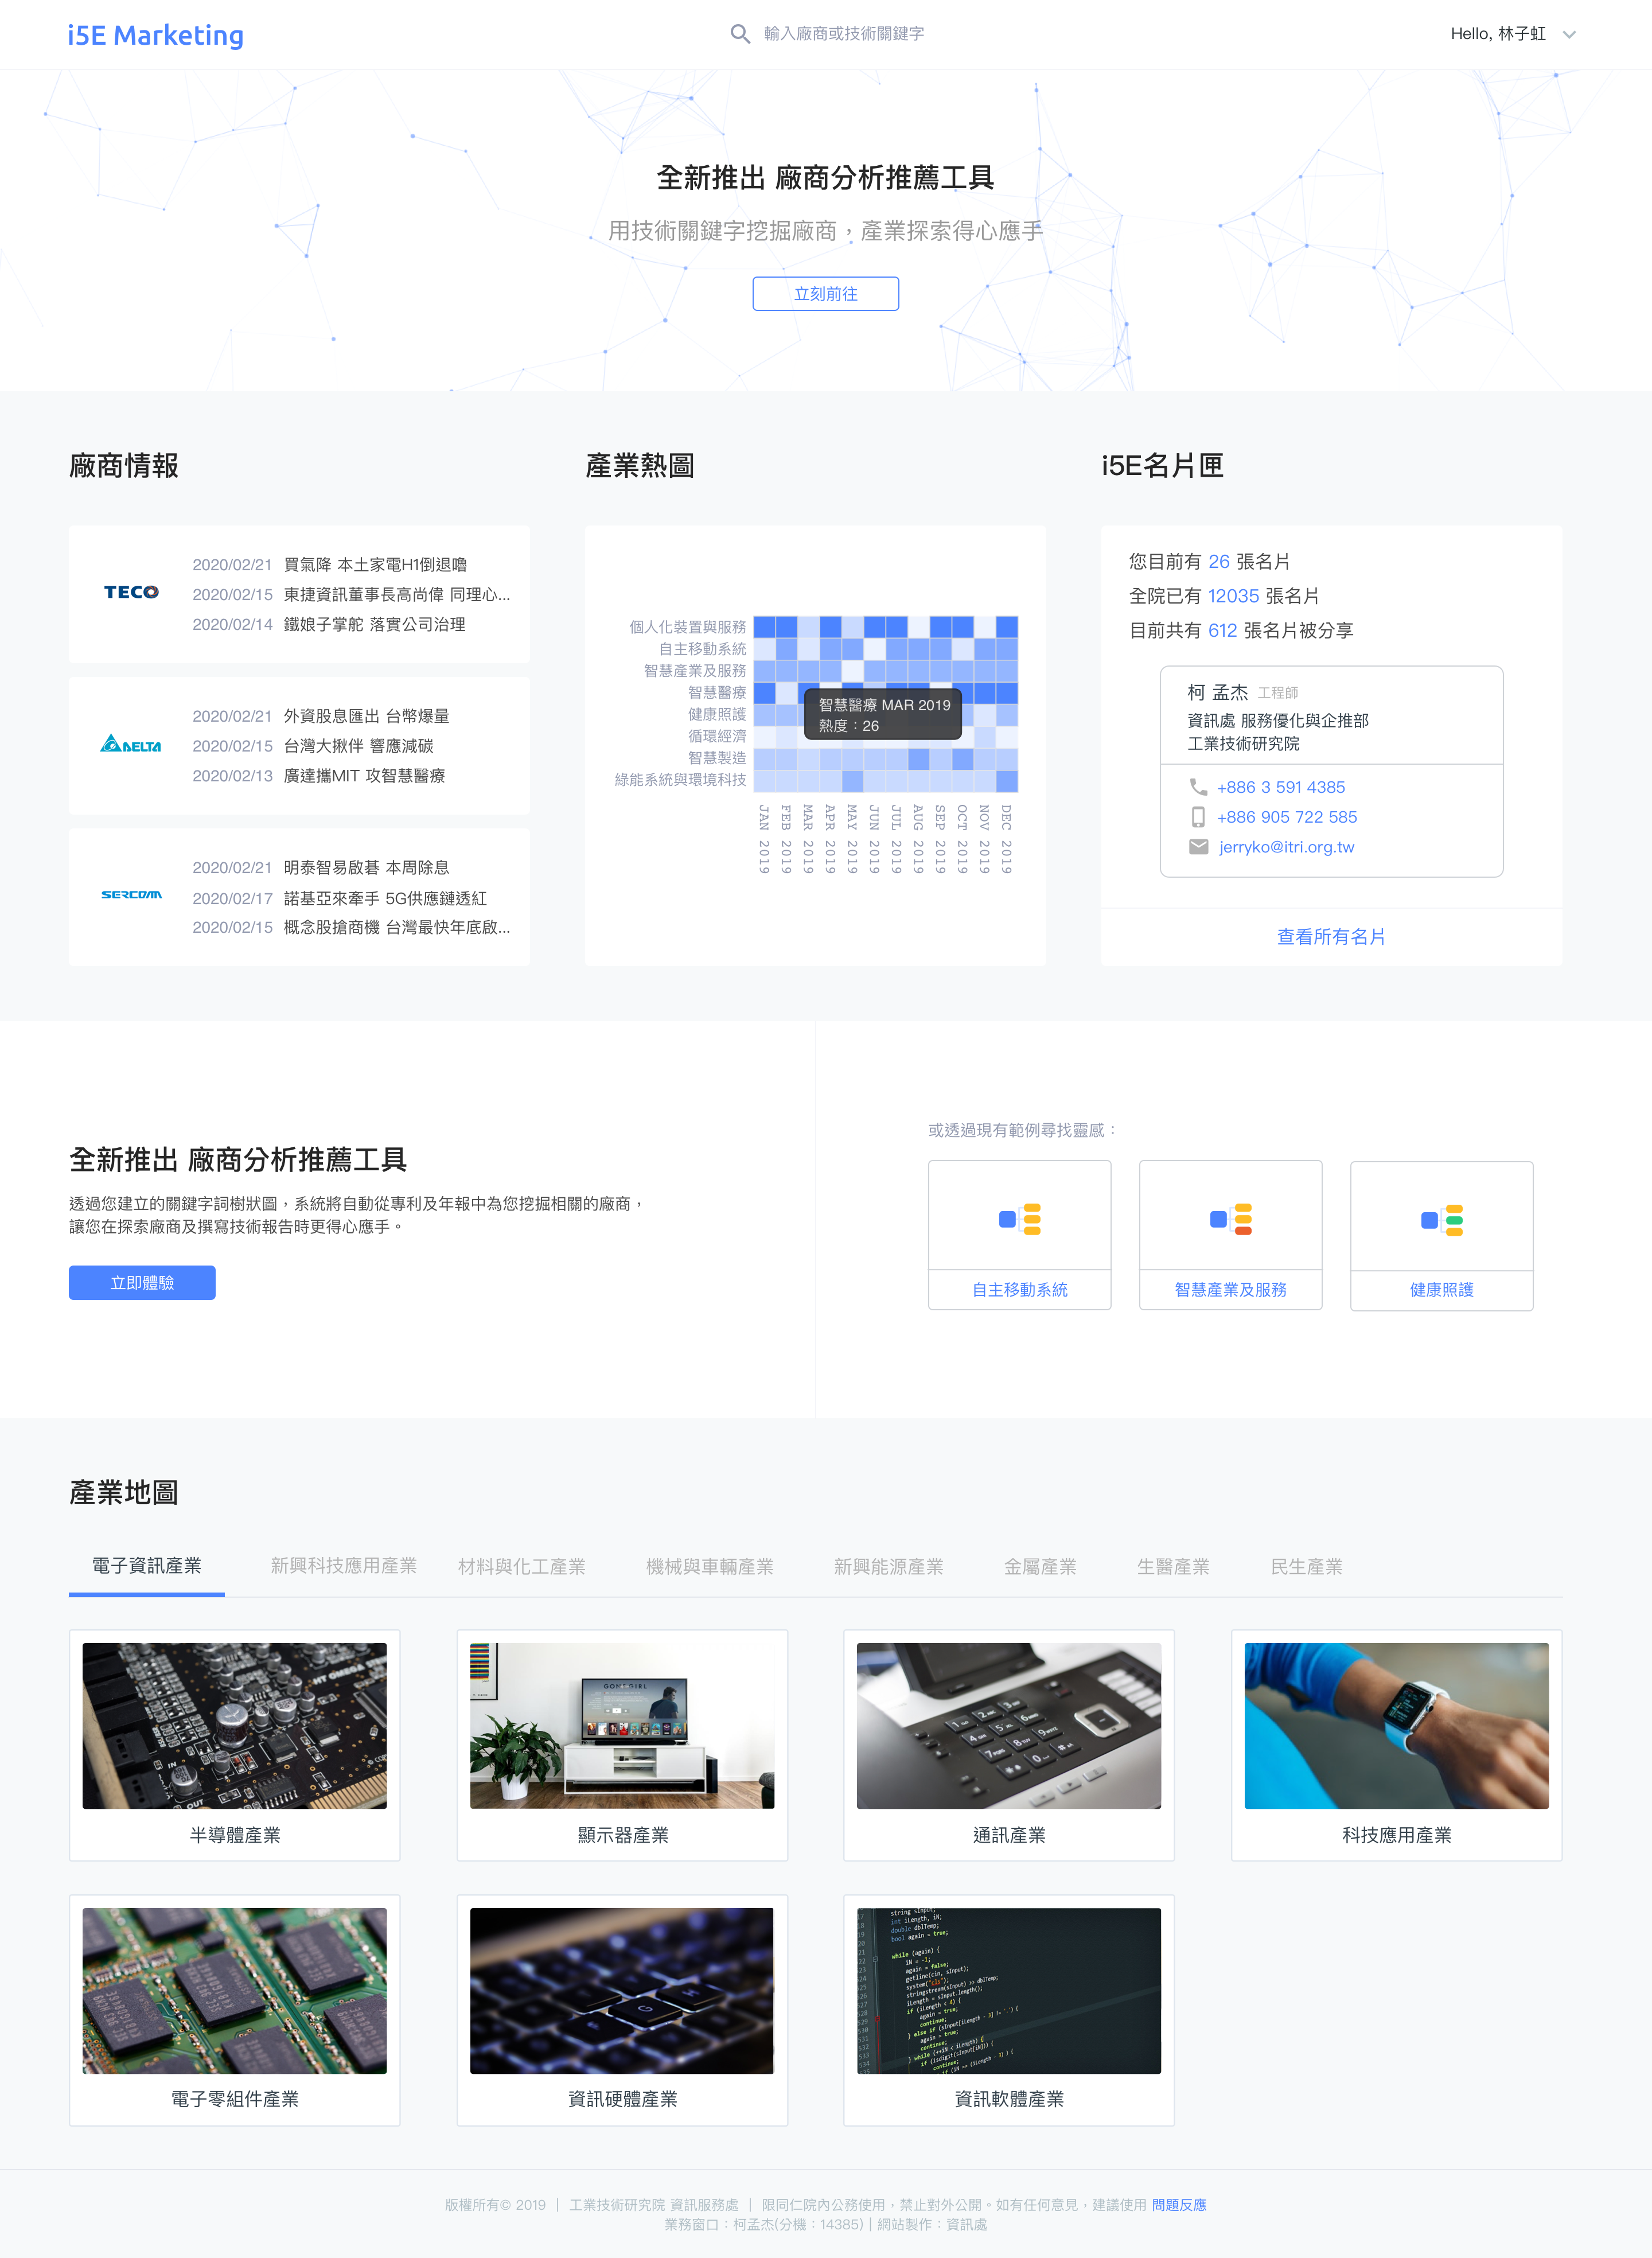 i5E Marketing
輸入廠商或技術關鍵字
Hello, 林子虹
全新推出 廠商分析推薦工具
用技術關鍵字挖掘廠商，產業探索得心應手
立刻前往
廠商情報
TECO
2020/02/21 買氣降 本土家電H1倒退嚕
2020/02/15 東捷資訊董事長高尚偉 同理心...
2020/02/14 鐵娘子掌舵 落實公司治理
DELTA
2020/02/21 外資股息匯出 台幣爆量
2020/02/15 台灣大揪伴 響應減碳
2020/02/13 廣達攜MIT 攻智慧醫療
SERCOMM
2020/02/21 明泰智易啟碁 本周除息
2020/02/17 諾基亞來牽手 5G供應鏈透紅
2020/02/15 概念股搶商機 台灣最快年底啟...
產業熱圖
個人化裝置與服務
自主移動系統
智慧產業及服務
智慧醫療
健康照護
循環經濟
智慧製造
綠能系統與環境科技
智慧醫療 MAR 2019
熱度：26
JAN 2019
FEB 2019
MAR 2019
APR 2019
MAY 2019
JUN 2019
JUL 2019
AUG 2019
SEP 2019
OCT 2019
NOV 2019
DEC 2019
i5E名片匣
您目前有 26 張名片
全院已有 12035 張名片
目前共有 612 張名片被分享
柯 孟杰 工程師
資訊處 服務優化與企推部
工業技術研究院
+886 3 591 4385
+886 905 722 585
jerryko@itri.org.tw
查看所有名片
全新推出 廠商分析推薦工具
透過您建立的關鍵字詞樹狀圖，系統將自動從專利及年報中為您挖掘相關的廠商，
讓您在探索廠商及撰寫技術報告時更得心應手。
立即體驗
或透過現有範例尋找靈感：
自主移動系統
智慧產業及服務
健康照護
產業地圖
電子資訊產業 新興科技應用產業 材料與化工產業 機械與車輛產業 新興能源產業 金屬產業 生醫產業 民生產業
半導體產業
顯示器產業
通訊產業
科技應用產業
電子零組件產業
資訊硬體產業
資訊軟體產業
版權所有© 2019 | 工業技術研究院 資訊服務處 | 限同仁院內公務使用，禁止對外公開。如有任何意見，建議使用 問題反應
業務窗口：柯孟杰(分機：14385) | 網站製作：資訊處